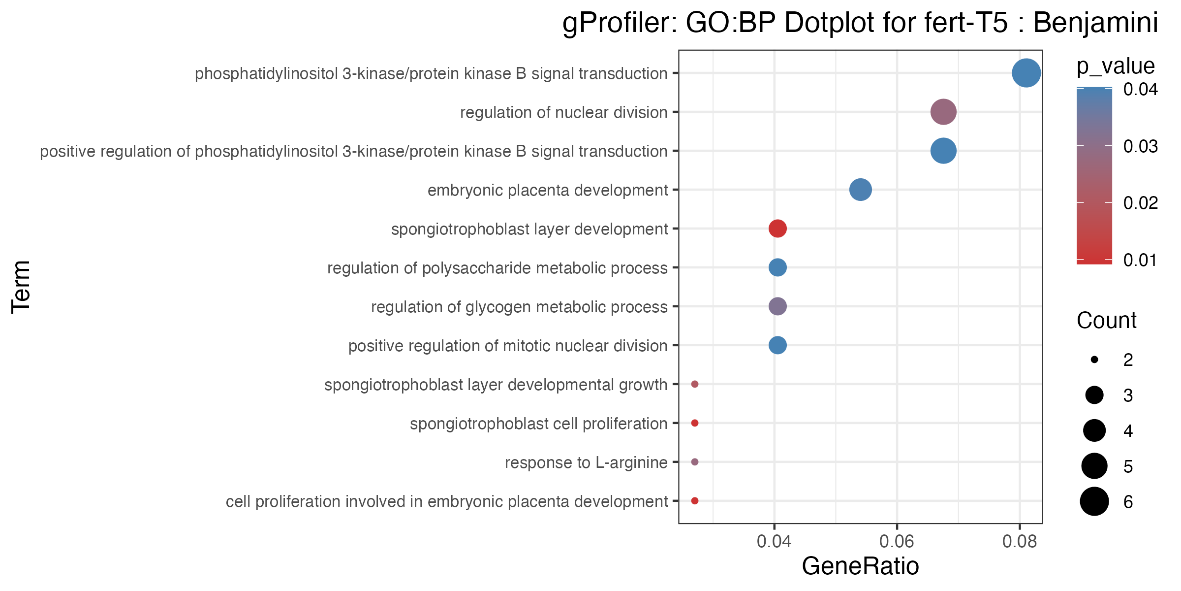 gProfiler: GO:BP Dotplot for fert-T5 : Benjamini
Term
phosphatidylinositol 3-kinase/protein kinase B signal transduction
regulation of nuclear division
positive regulation of phosphatidylinositol 3-kinase/protein kinase B signal transduction
embryonic placenta development
spongiotrophoblast layer development
regulation of polysaccharide metabolic process
regulation of glycogen metabolic process
positive regulation of mitotic nuclear division
spongiotrophoblast layer developmental growth
spongiotrophoblast cell proliferation
response to L-arginine
cell proliferation involved in embryonic placenta development
0.04 0.06 0.08
GeneRatio
p_value
0.04
0.03
0.02
0.01
Count
2
3
4
5
6